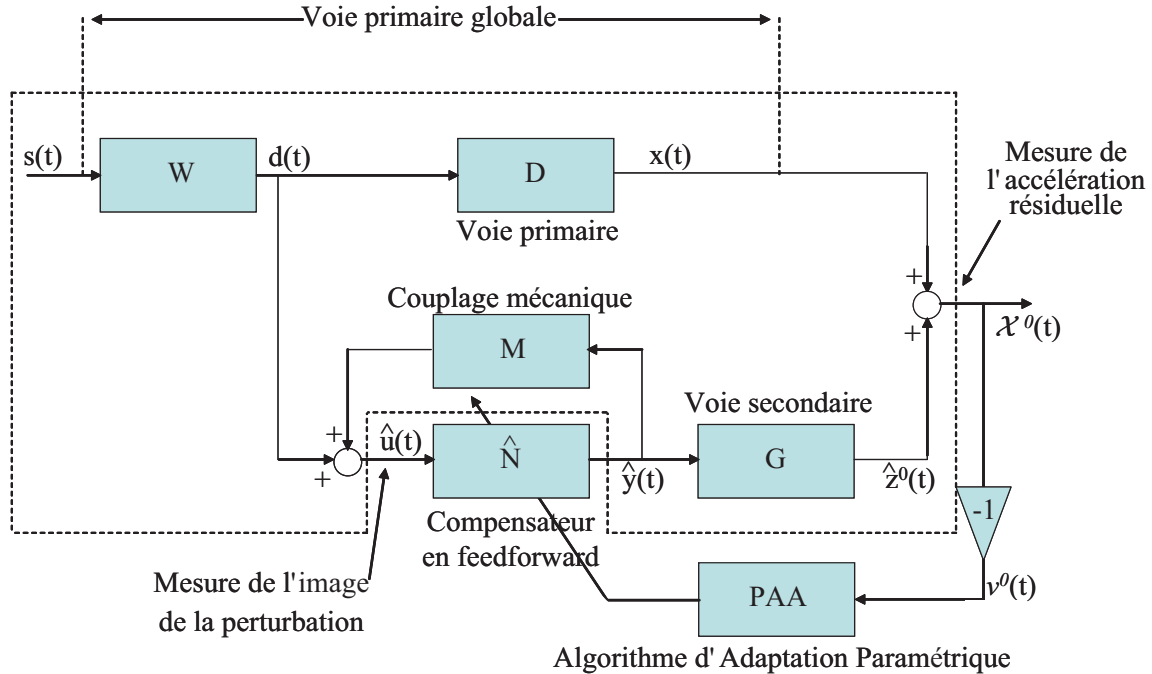 Voie primaire globale
s(t)
W
d(t)
D
x(t)
Voie primaire
Mesure de
l'accélération
résiduelle
Couplage mécanique
M
+
+
χ⁰(t)
Voie secondaire
+
+
û(t)
N̂
ŷ(t)
G
ẑ⁰(t)
-1
Compensateur
en feedforward
Mesure de l'image
de la perturbation
PAA
ν⁰(t)
Algorithme d'Adaptation Paramétrique